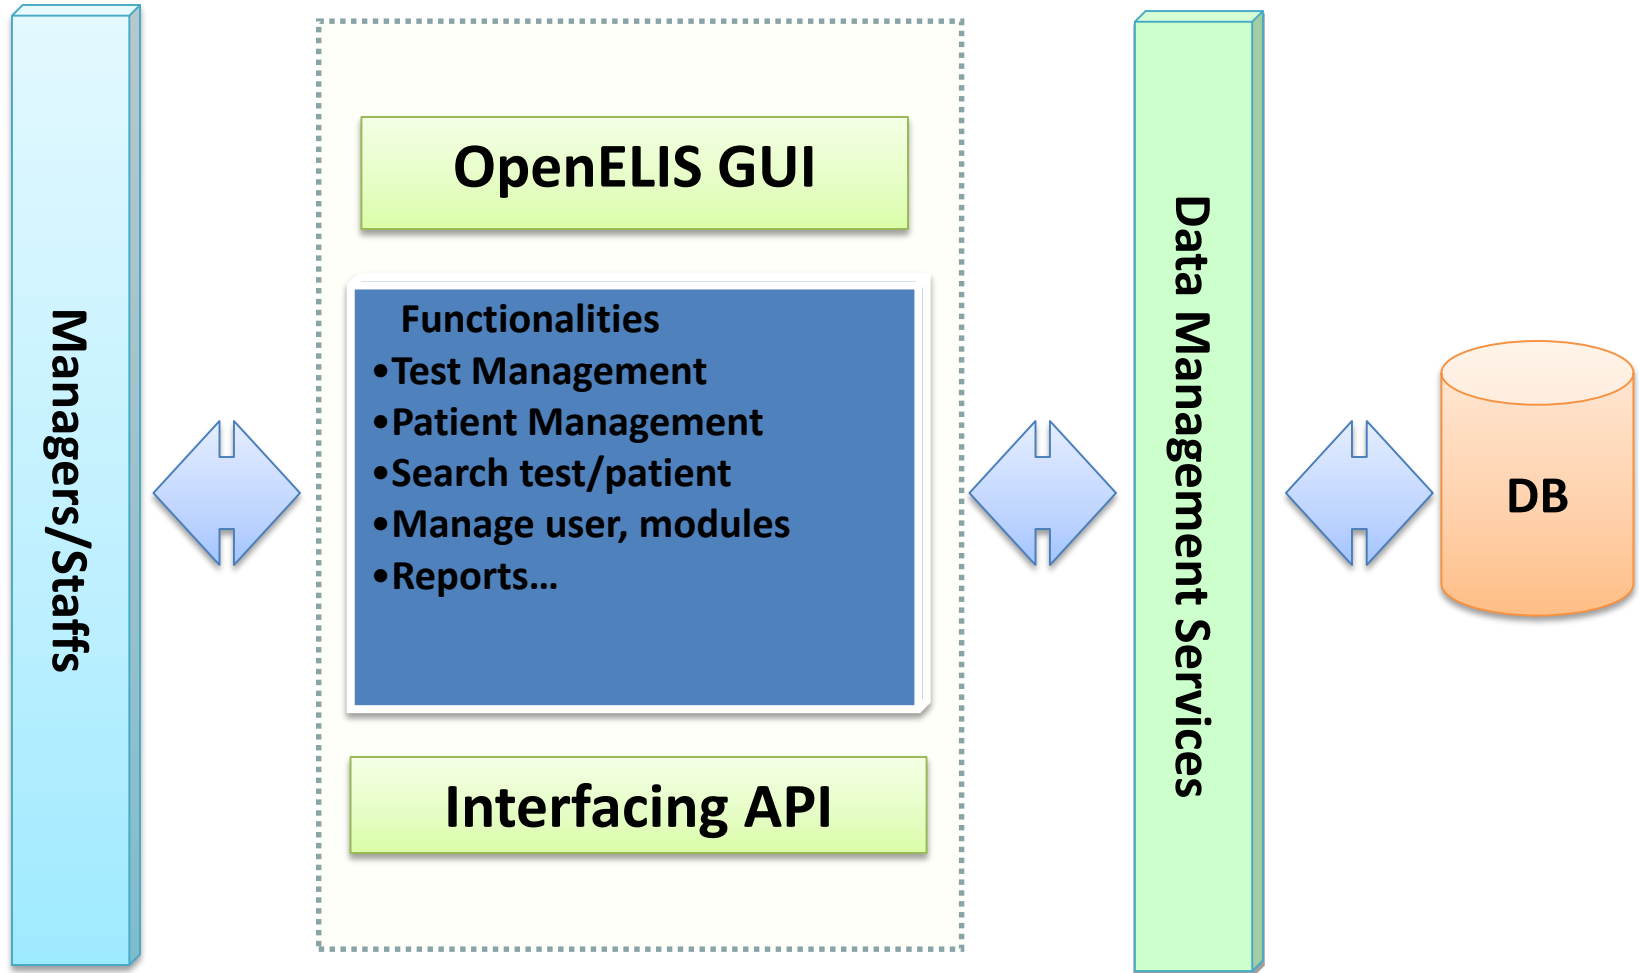 Managers/Staffs
OpenELIS GUI
Functionalities
•Test Management
•Patient Management
•Search test/patient
•Manage user, modules
•Reports...
Interfacing API
Data Management Services
DB